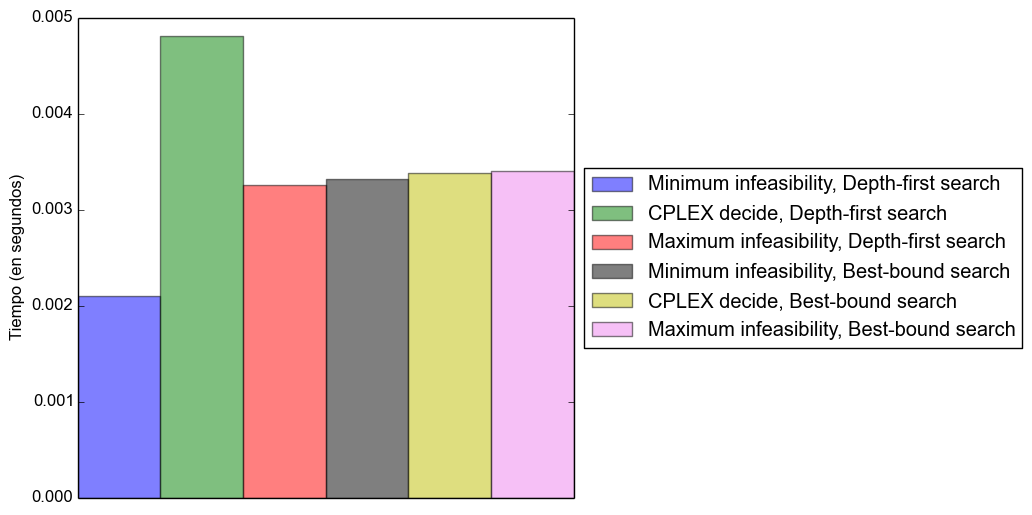 0.005
0.004
0.003
0.002
0.001
0.000
Tiempo (en segundos)
Minimum infeasibility, Depth-first search
CPLEX decide, Depth-first search
Maximum infeasibility, Depth-first search
Minimum infeasibility, Best-bound search
CPLEX decide, Best-bound search
Maximum infeasibility, Best-bound search